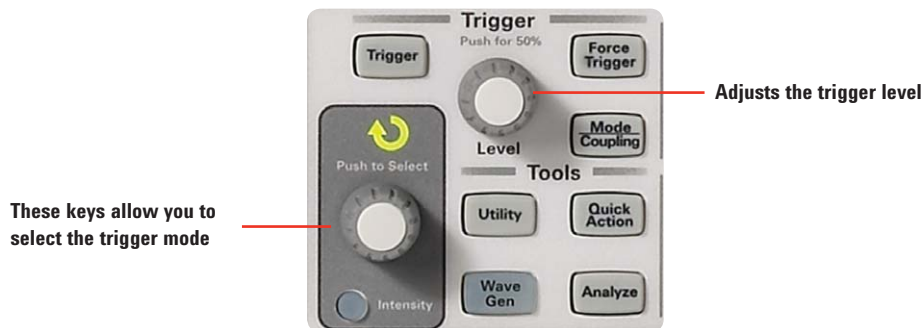 Trigger
Push for 50%
Trigger
Force
Trigger
Adjusts the trigger level
Mode
Coupling
Level
Push to Select
Tools
These keys allow you to
select the trigger mode
Utility
Quick
Action
Wave
Gen
Analyze
Intensity